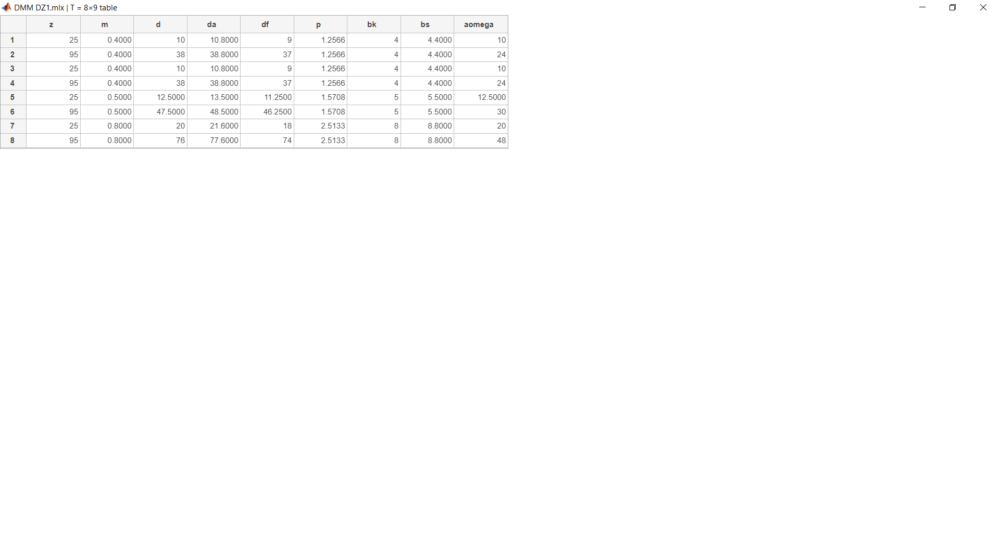 DMM DZ1.mlx | T = 8×9 table
z m d da df p bk bs aomega
1 25 0.4000 10 10.8000 9 1.2566 4 4.4000 10
2 95 0.4000 38 38.8000 37 1.2566 4 4.4000 24
3 25 0.4000 10 10.8000 9 1.2566 4 4.4000 10
4 95 0.4000 38 38.8000 37 1.2566 4 4.4000 24
5 25 0.5000 12.5000 13.5000 11.2500 1.5708 5 5.5000 12.5000
6 95 0.5000 47.5000 48.5000 46.2500 1.5708 5 5.5000 30
7 25 0.8000 20 21.6000 18 2.5133 8 8.8000 20
8 95 0.8000 76 77.6000 74 2.5133 8 8.8000 48